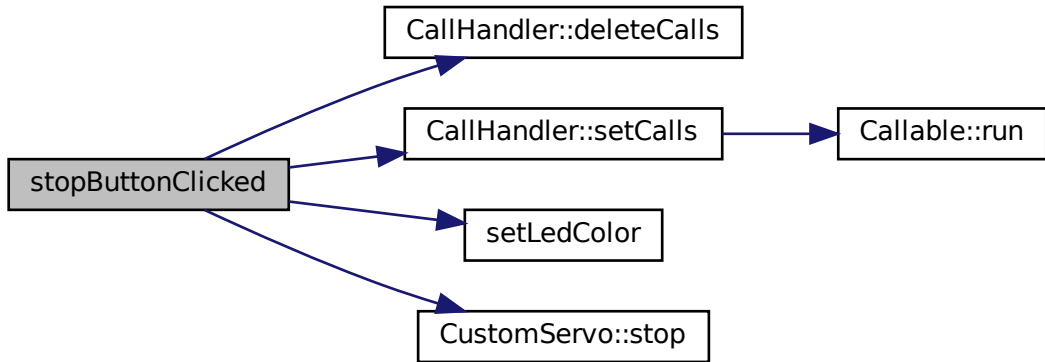 CallHandler::deleteCalls
CallHandler::setCalls
Callable::run
stopButtonClicked
setLedColor
CustomServo::stop